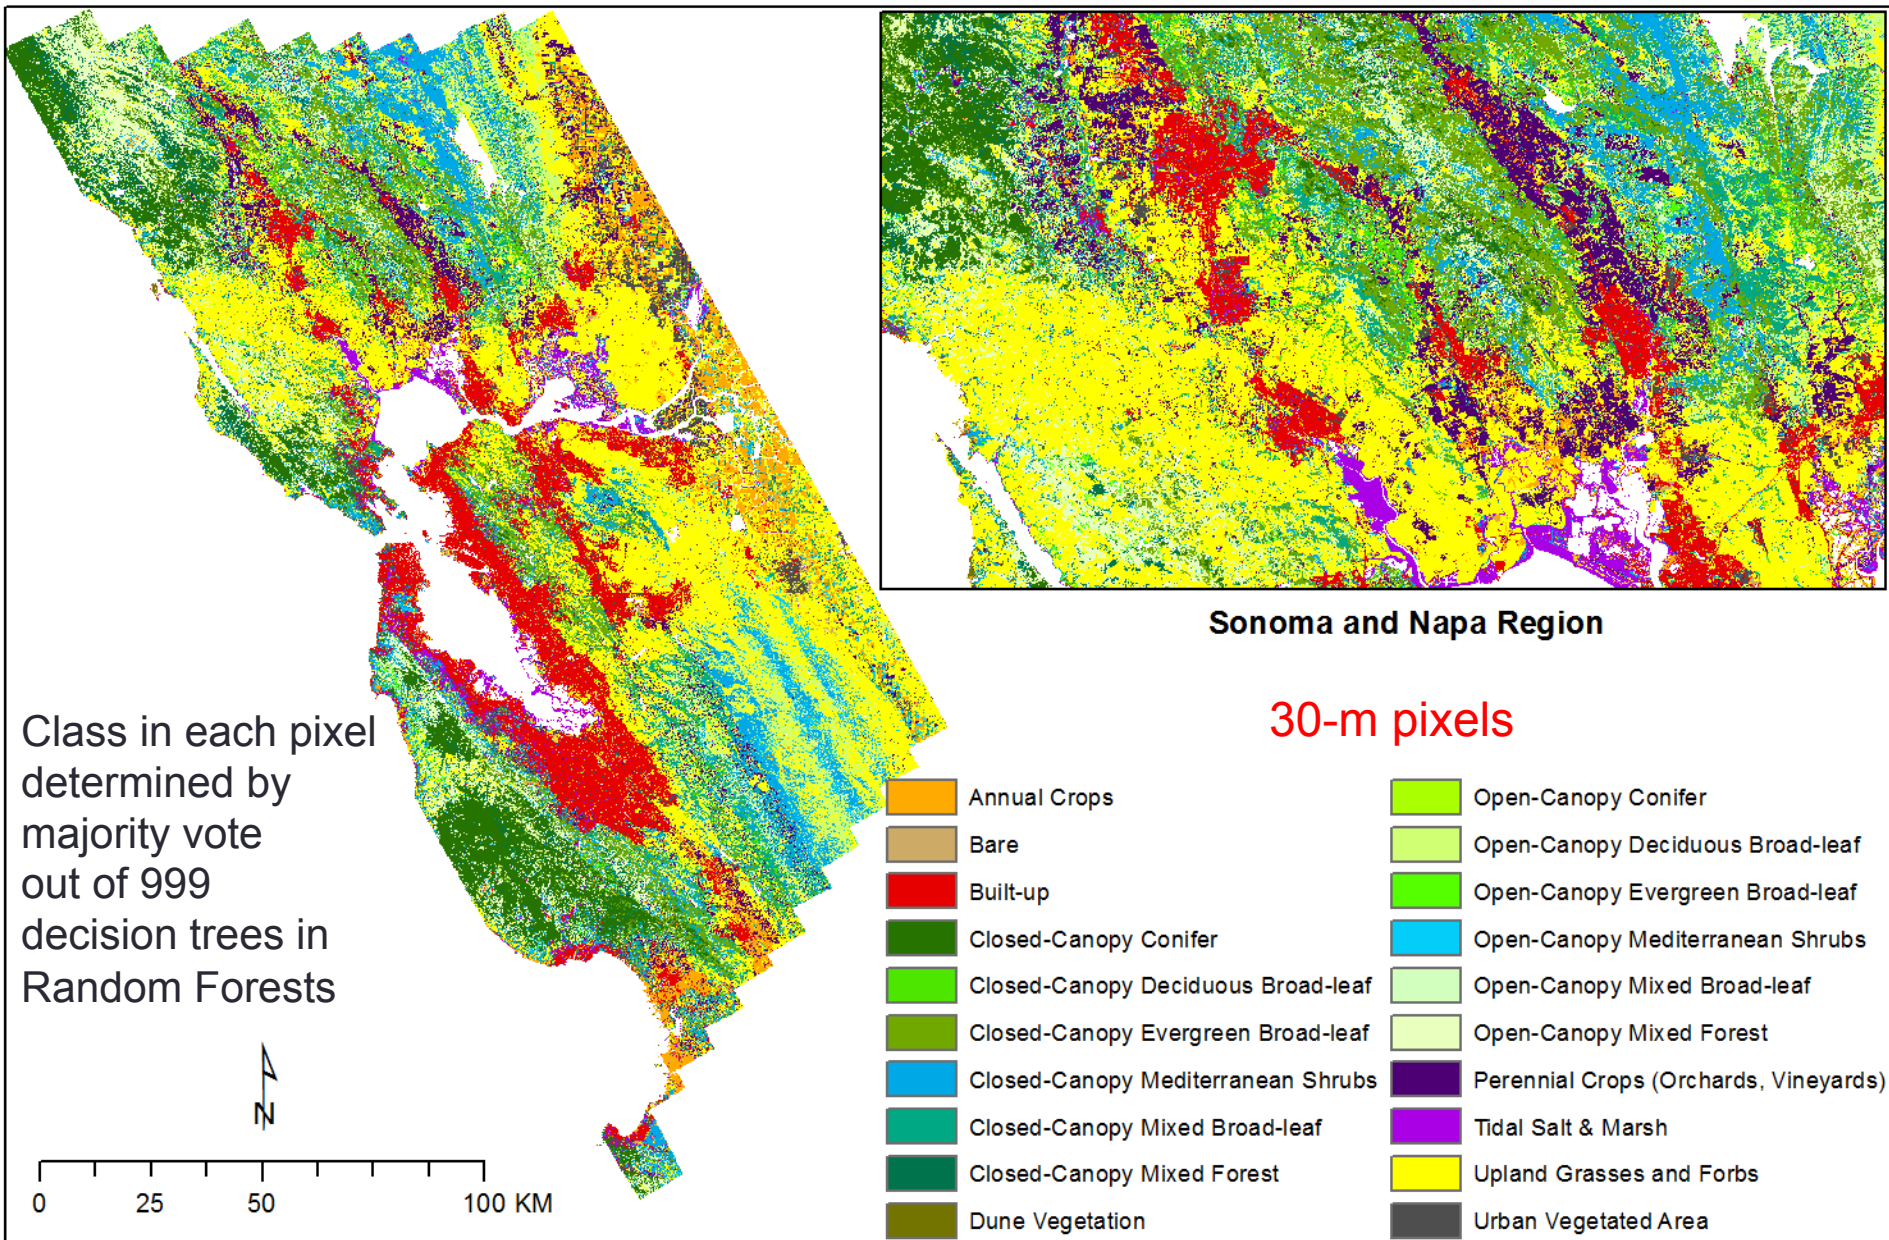 Sonoma and Napa Region
30-m pixels
Class in each pixel
determined by
majority vote
out of 999
decision trees in
Random Forests
N
0 25 50 100 KM
Annual Crops
Bare
Built-up
Closed-Canopy Conifer
Closed-Canopy Deciduous Broad-leaf
Closed-Canopy Evergreen Broad-leaf
Closed-Canopy Mediterranean Shrubs
Closed-Canopy Mixed Broad-leaf
Closed-Canopy Mixed Forest
Dune Vegetation
Open-Canopy Conifer
Open-Canopy Deciduous Broad-leaf
Open-Canopy Evergreen Broad-leaf
Open-Canopy Mediterranean Shrubs
Open-Canopy Mixed Broad-leaf
Open-Canopy Mixed Forest
Perennial Crops (Orchards, Vineyards)
Tidal Salt & Marsh
Upland Grasses and Forbs
Urban Vegetated Area